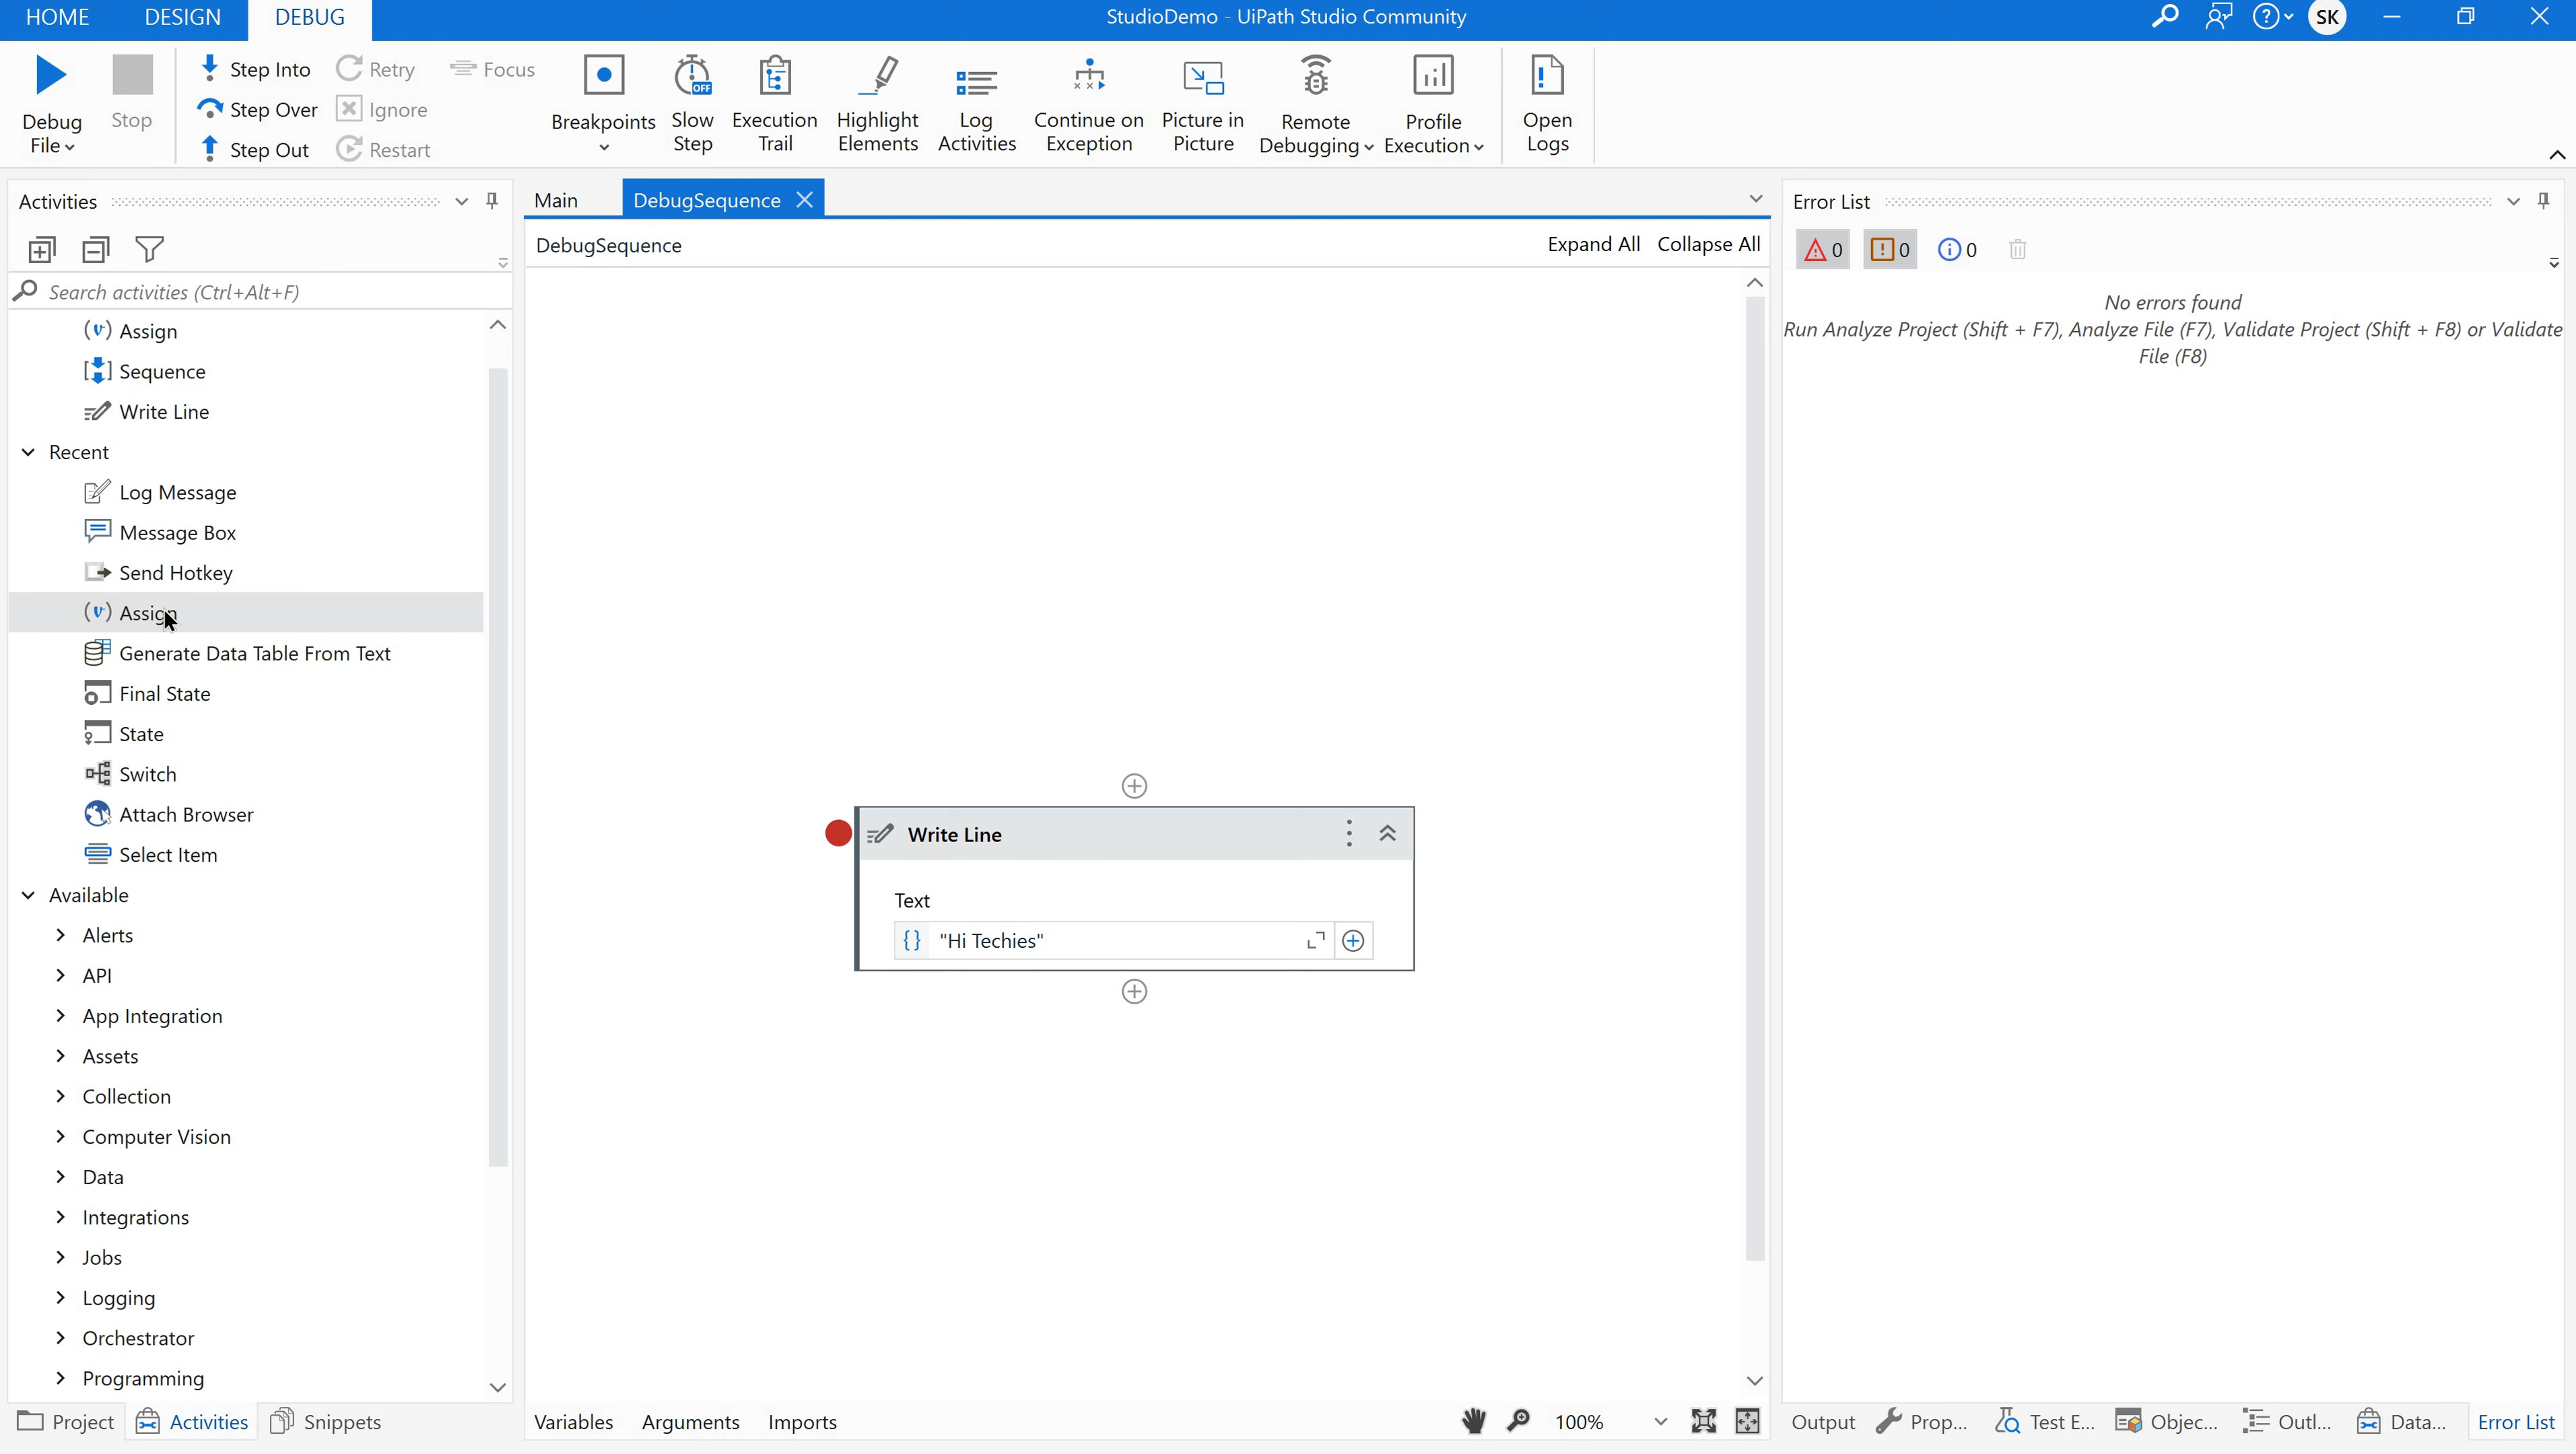 HOME DESIGN DEBUG StudioDemo - UiPath Studio Community SK
Debug File
Stop
Step Into
Step Over
Step Out
Retry
Ignore
Restart
Focus
Breakpoints
Slow Step
OFF
Execution Trail
Highlight Elements
Log Activities
Continue on Exception
Picture in Picture
Remote Debugging
Profile Execution
Open Logs
Activities
Search activities (Ctrl+Alt+F)
Assign
Sequence
Write Line
Recent
Log Message
Message Box
Send Hotkey
Assign
Generate Data Table From Text
Final State
State
Switch
Attach Browser
Select Item
Available
Alerts
API
App Integration
Assets
Collection
Computer Vision
Data
Integrations
Jobs
Logging
Orchestrator
Programming
Project Activities Snippets
Main DebugSequence
DebugSequence Expand All Collapse All
Write Line
Text
"Hi Techies"
Variables Arguments Imports 100%
Error List
0 0 0
No errors found
Run Analyze Project (Shift + F7), Analyze File (F7), Validate Project (Shift + F8) or Validate
File (F8)
Output Prop... Test E... Objec... Outl... Data... Error List